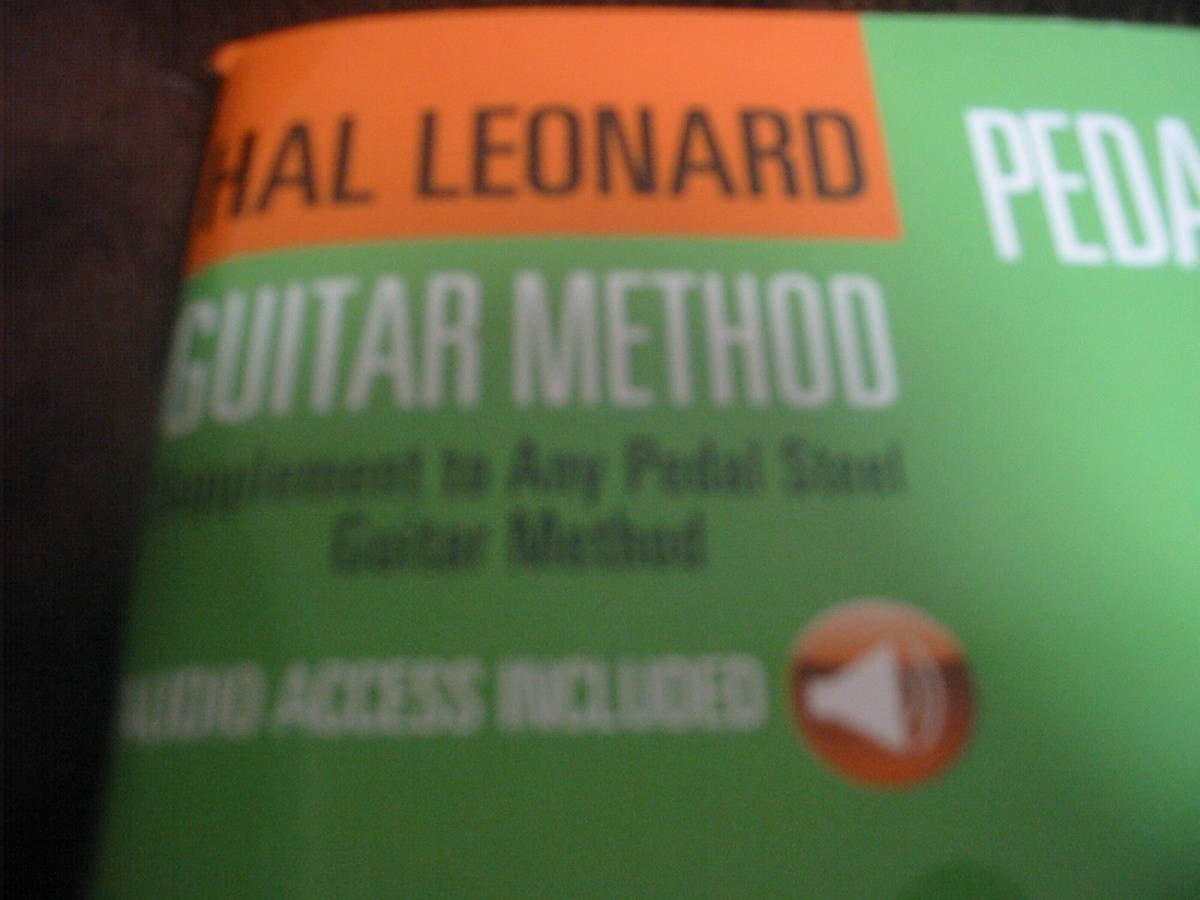 HAL LEONARD
PEDA
GUITAR METHOD
Supplement to Any Pedal Steel
Guitar Method
AUDIO ACCESS INCLUDED